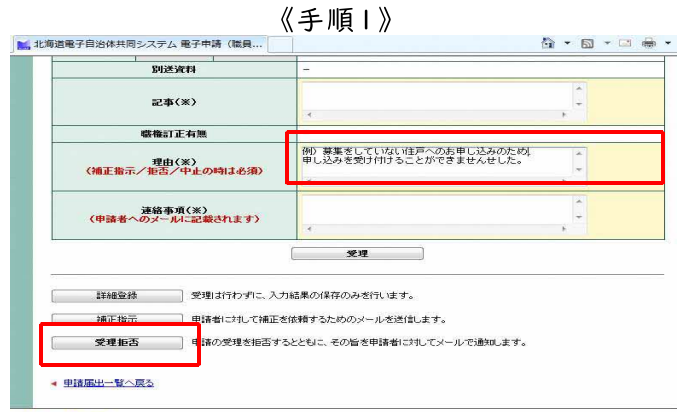 《手順1》
北海道電子自治体共同システム 電子申請（職員...
別送資料
－
記事(※)
職権訂正有無
理由(※)
(補正指示／拒否／中止の時は必須)
例）募集をしていない住戸へのお申し込みのため、
申し込みを受け付けることができませんせした。
連絡事項(※)
(申請者へのメールに記載されます)
受理
詳細登録 受理は行わずに、入力結果の保存のみを行います。
補正指示 申請者に対して補正を依頼するためのメールを送信します。
受理拒否 申請の受理を拒否するとともに、その旨を申請者に対してメールで通知します。
申請届出一覧へ戻る